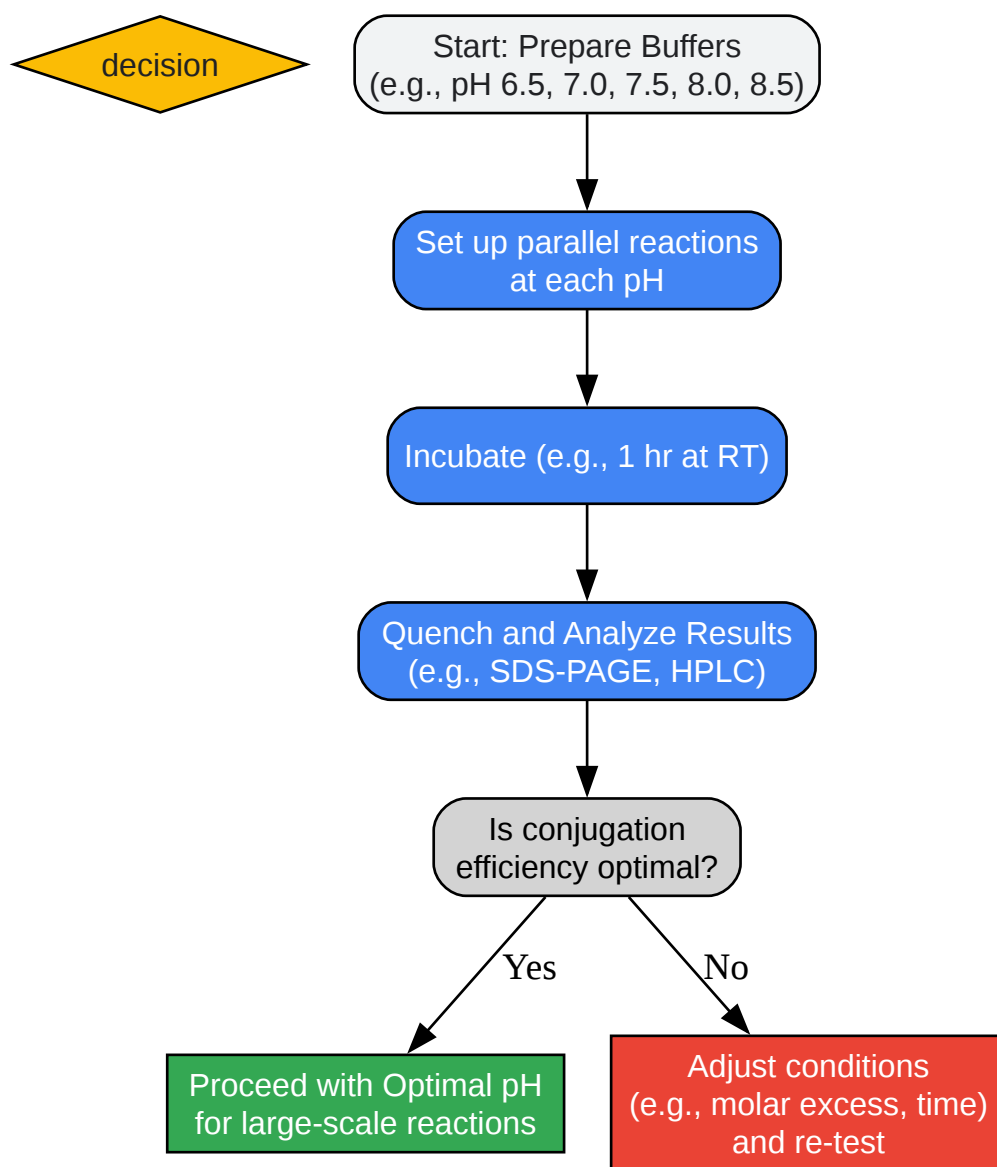 decision
Start: Prepare Buffers
(e.g., pH 6.5, 7.0, 7.5, 8.0, 8.5)
Set up parallel reactions
at each pH
Incubate (e.g., 1 hr at RT)
Quench and Analyze Results
(e.g., SDS-PAGE, HPLC)
Is conjugation
efficiency optimal?
Yes
No
Proceed with Optimal pH
for large-scale reactions
Adjust conditions
(e.g., molar excess, time)
and re-test